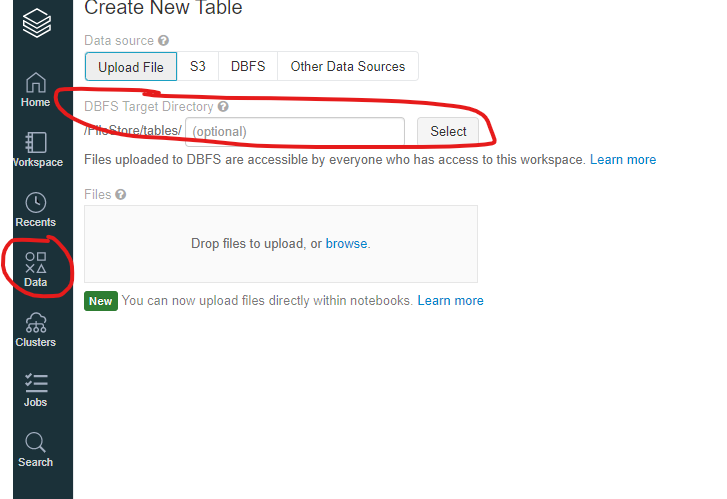 Create New Table
Data source
Upload File S3 DBFS Other Data Sources
DBFS Target Directory
/FileStore/tables/ (optional) Select
Files uploaded to DBFS are accessible by everyone who has access to this workspace. Learn more
Files
Drop files to upload, or browse.
New You can now upload files directly within notebooks. Learn more
Home
Workspace
Recents
Data
Clusters
Jobs
Search